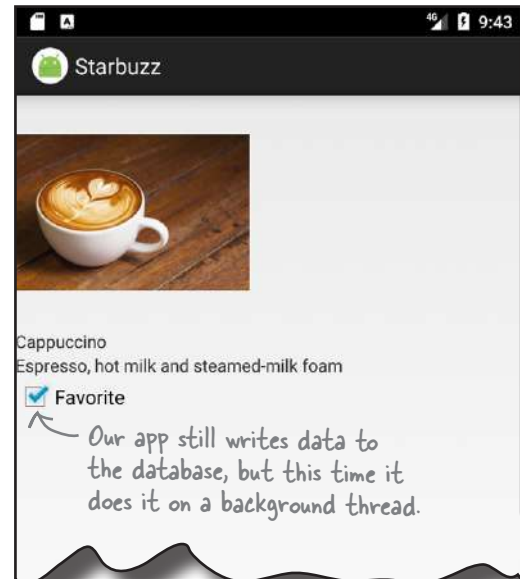 4G 9:43
Starbuzz
Cappuccino
Espresso, hot milk and steamed-milk foam
Favorite
Our app still writes data to
the database, but this time it
does it on a background thread.